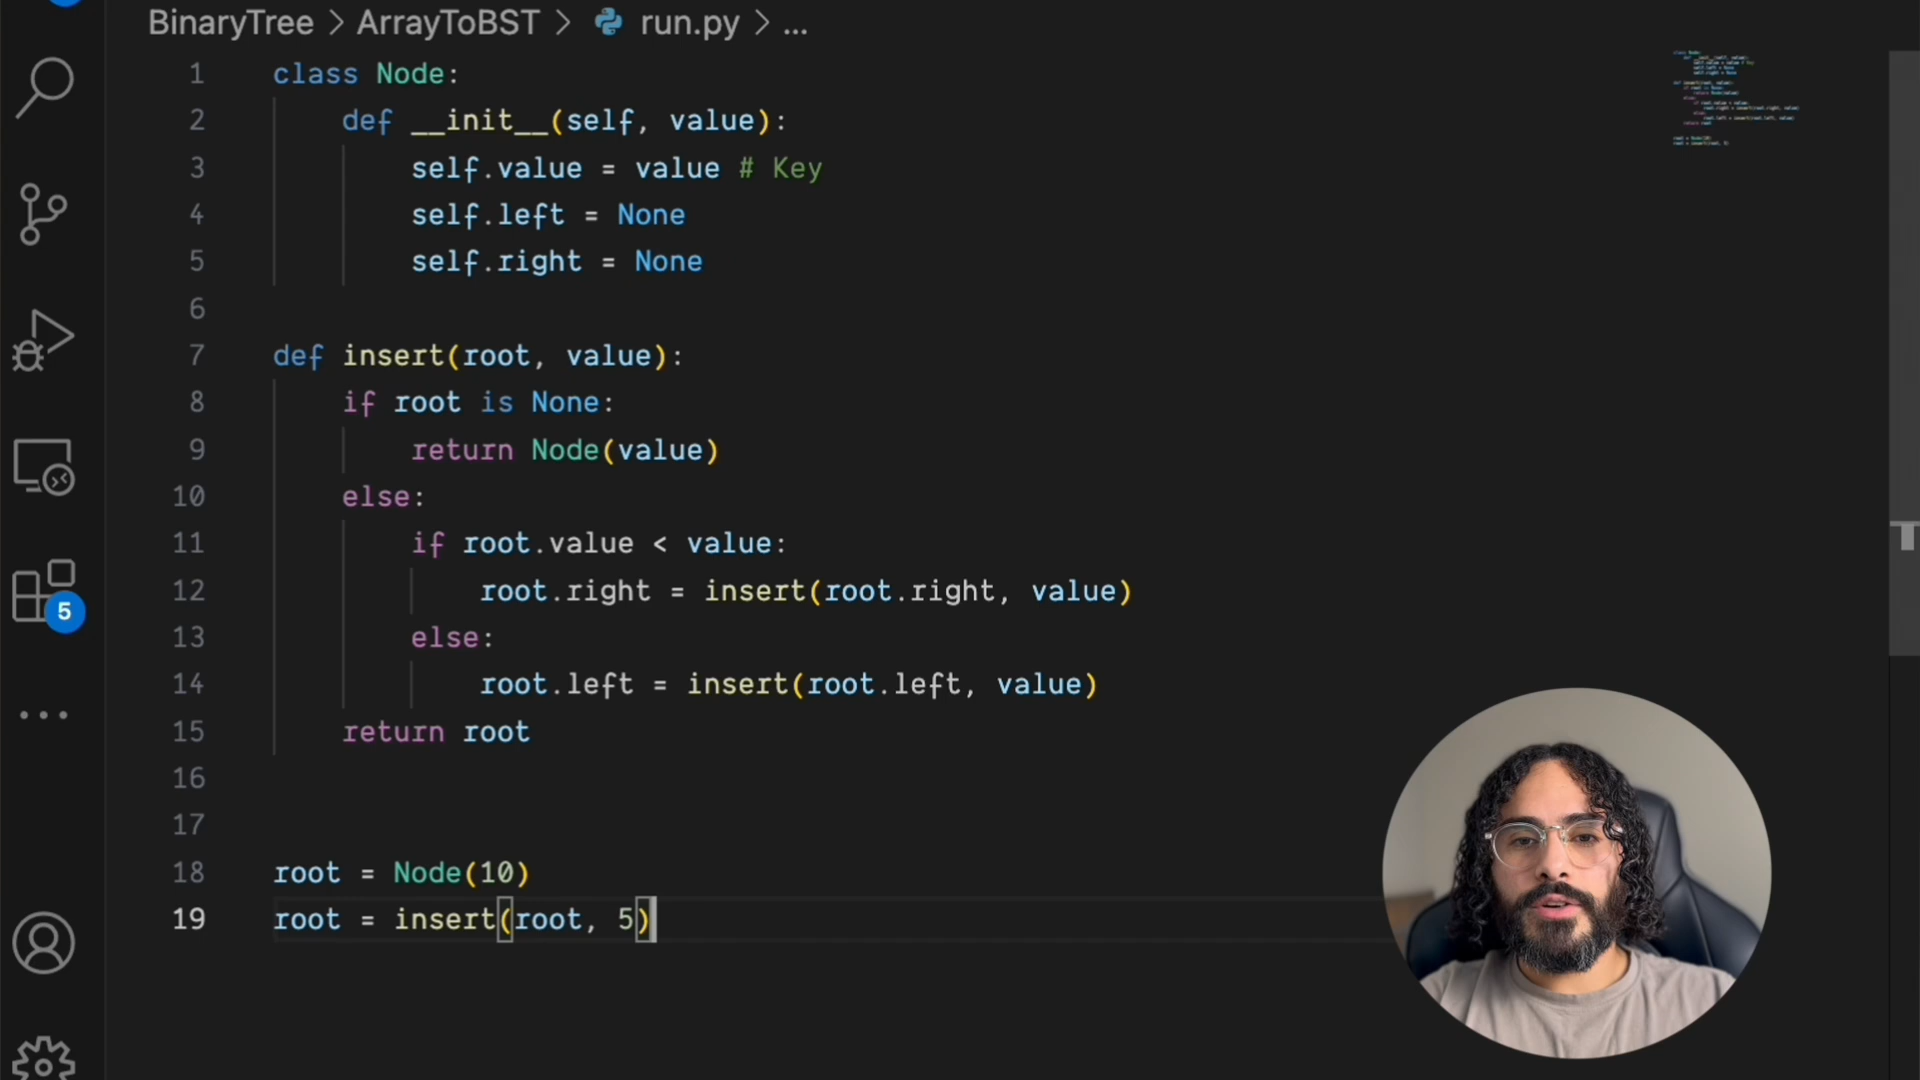 BinaryTree > ArrayToBST > run.py > ...
1 class Node:
2 def __init__(self, value):
3 self.value = value # Key
4 self.left = None
5 self.right = None
6
7 def insert(root, value):
8 if root is None:
9 return Node(value)
10 else:
11 if root.value < value:
12 root.right = insert(root.right, value)
13 else:
14 root.left = insert(root.left, value)
15 return root
16
17
18 root = Node(10)
19 root = insert(root, 5)
5